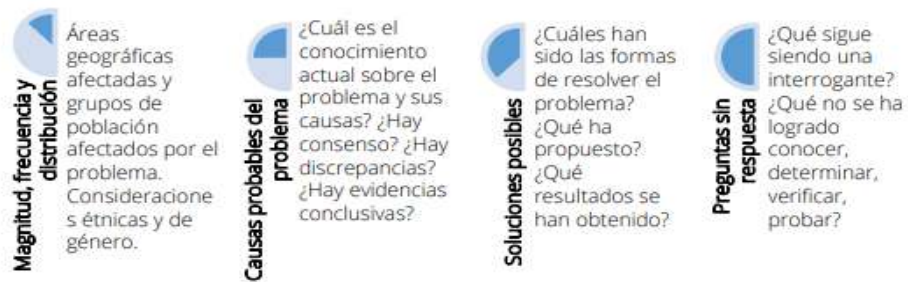 Magnitud, frecuencia y
distribución
Áreas
geográficas
afectadas y
grupos de
población
afectados por el
problema.
Consideracione
s étnicas y de
género.
Causas probables del
problema
¿Cuál es el
conocimiento
actual sobre el
problema y sus
causas? ¿Hay
consenso? ¿Hay
discrepancias?
¿Hay evidencias
conclusivas?
Soluciones posibles
¿Cuáles han
sido las formas
de resolver el
problema?
¿Qué ha
propuesto?
¿Qué
resultados se
han obtenido?
Preguntas sin
respuesta
¿Qué sigue
siendo una
interrogante?
¿Qué no se ha
logrado
conocer,
determinar,
verificar,
probar?